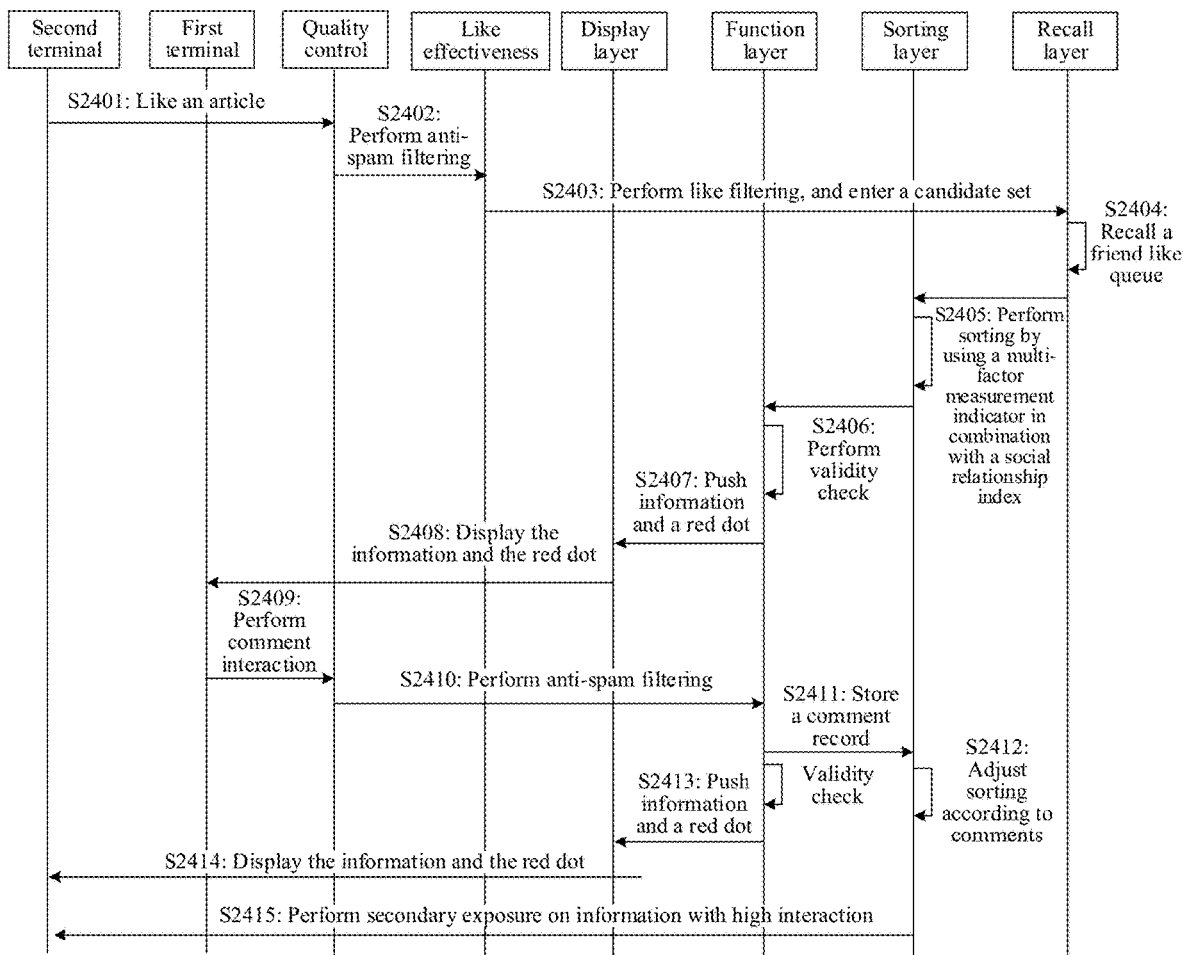 Second
terminal
First
terminal
Quality
control
Like
effectiveness
Display
layer
Function
layer
Sorting
layer
Recall
layer
S2401: Like an article
S2402:
Perform anti-
spam filtering
S2403: Perform like filtering, and enter a candidate set
S2404:
Recall a
friend like
queue
S2405: Perform
sorting by
using a multi-
factor
measurement
indicator in
combination
with a social
relationship
index
S2406:
Perform
validity
check
S2407: Push
information
and a red dot
S2408: Display the
information and the red dot
S2409:
Perform
comment
interaction
S2410: Perform anti-spam filtering
S2411: Store
a comment
record
S2412:
Adjust
sorting
according to
comments
Validity
check
S2413: Push
information
and a red dot
S2414: Display the information and the red dot
S2415: Perform secondary exposure on information with high interaction